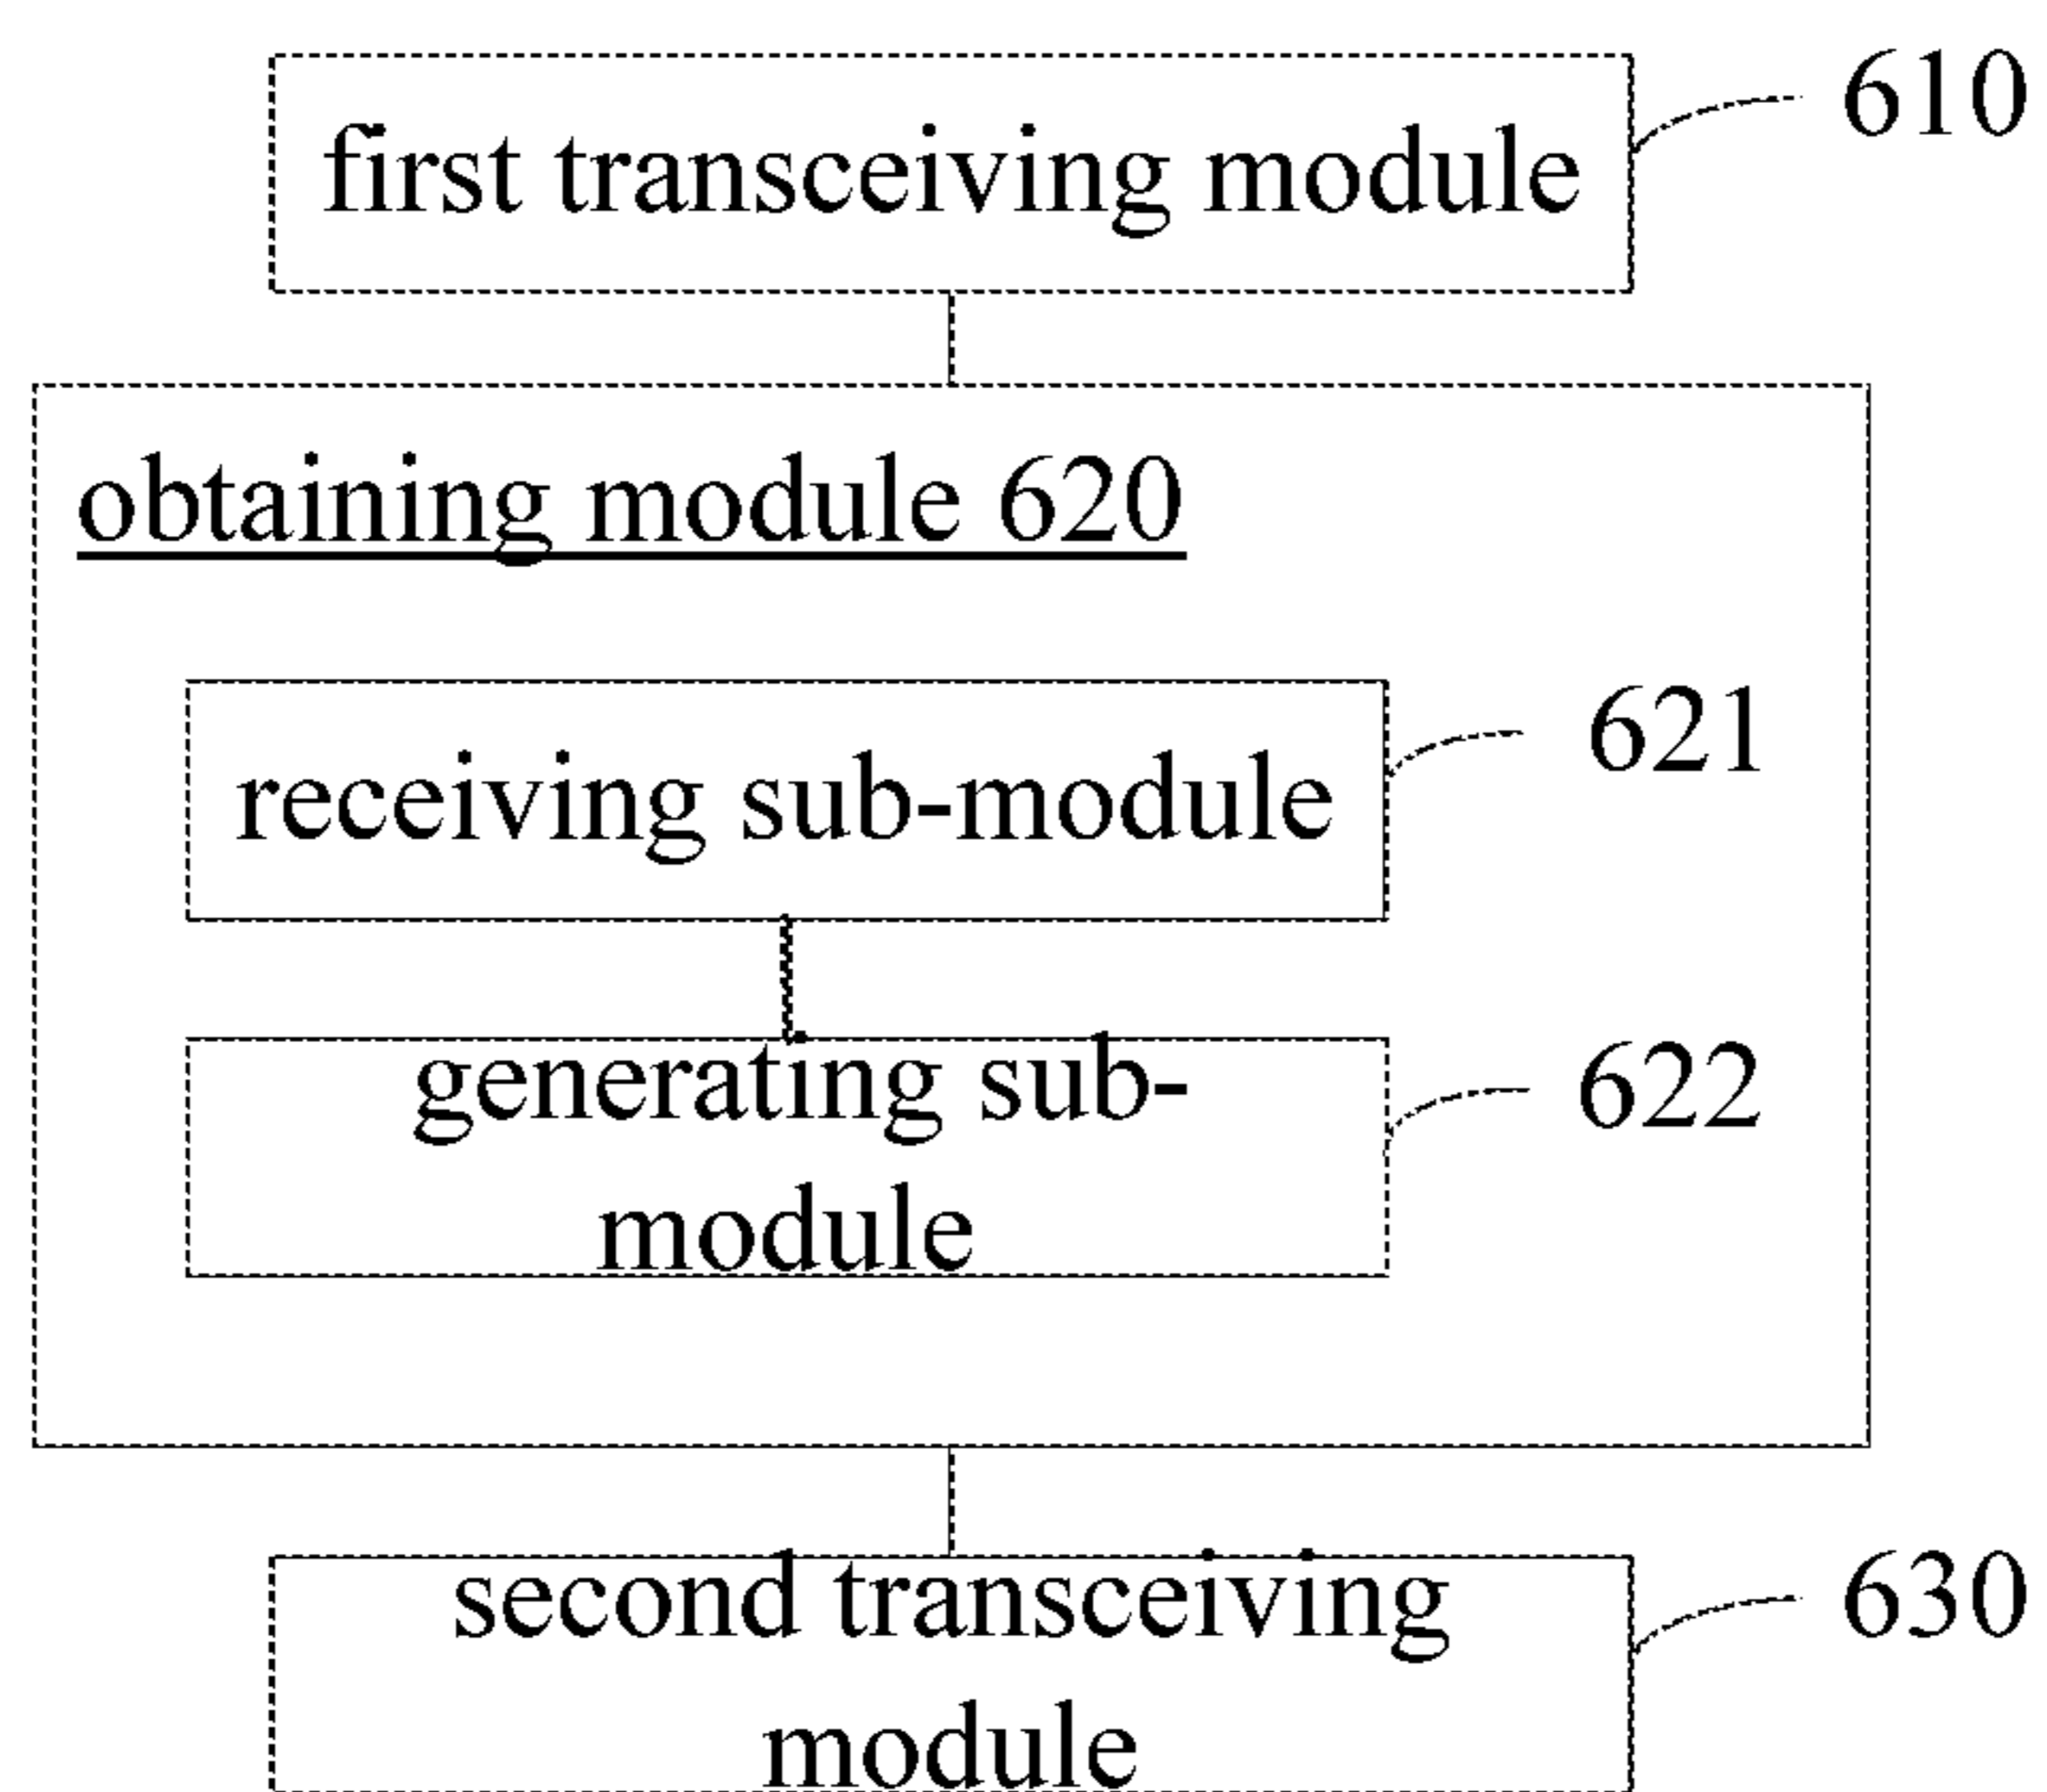 first transceiving module
610
obtaining module 620
receiving sub-module
621
generating sub-
module
622
second transceiving
module
630